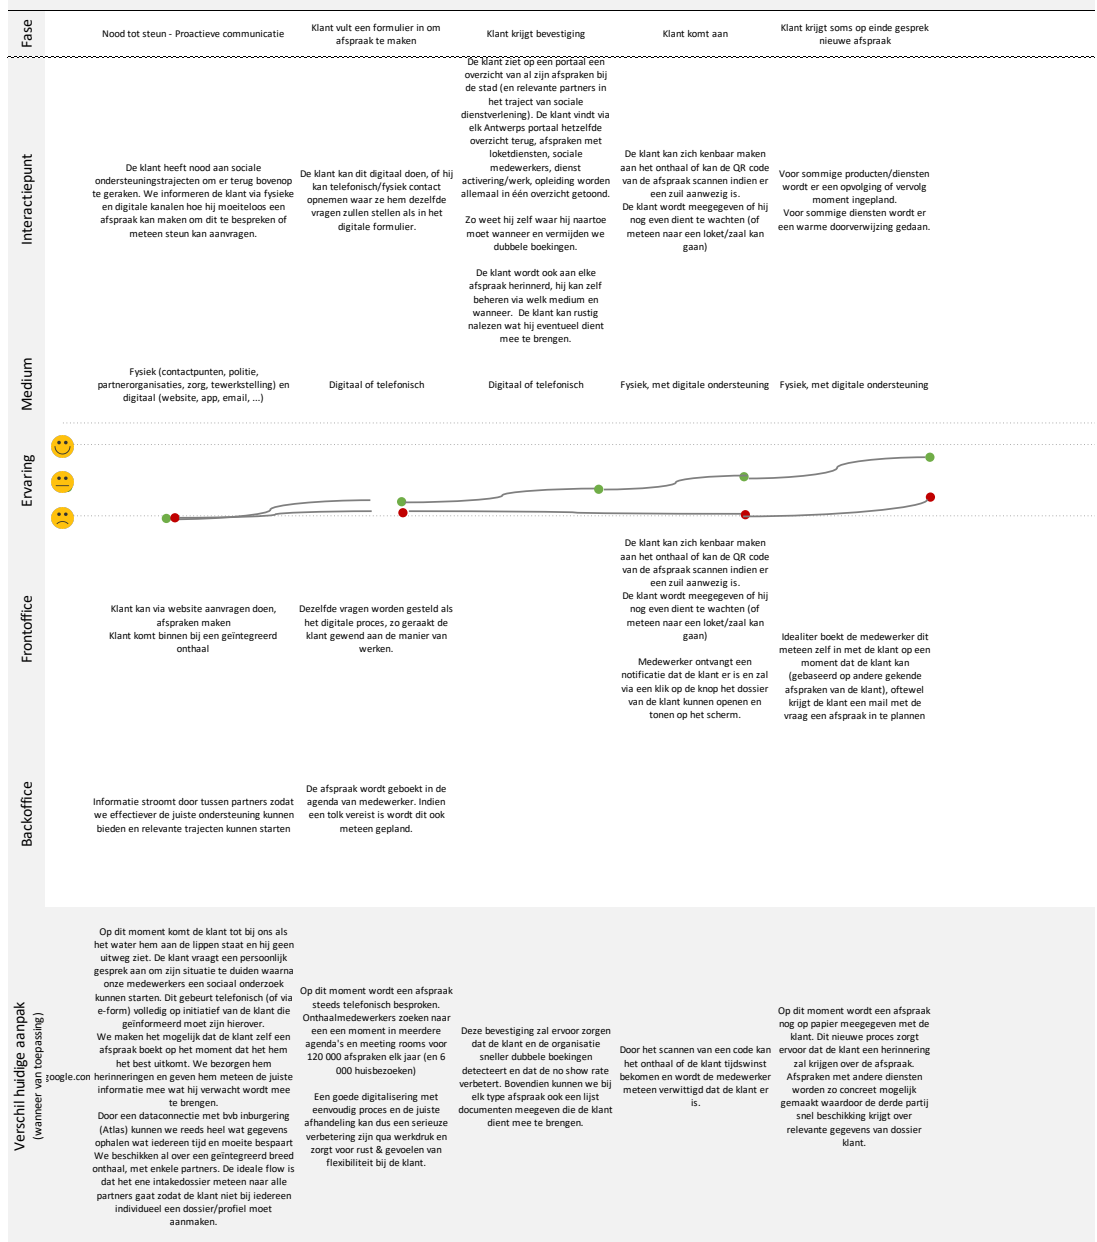 Fase
Nood tot steun - Proactieve communicatie
Klant vult een formulier in om
afspraak te maken
Klant krijgt bevestiging
Klant komt aan
Klant krijgt soms op einde gesprek
nieuwe afspraak
Interactiepunt
De klant heeft nood aan sociale
ondersteuningstrajecten om er terug bovenop
te geraken. We informeren de klant via fysieke
en digitale kanalen hoe hij moeiteloos een
afspraak kan maken om dit te bespreken of
meteen steun kan aanvragen.
De klant kan dit digitaal doen, of hij
kan telefonisch/fysiek contact
opnemen waar ze hem dezelfde
vragen zullen stellen als in het
digitale formulier.
De klant ziet op een portaal een
overzicht van al zijn afspraken bij
de stad (en relevante partners in
het traject van sociale
dienstverlening). De klant vindt via
elk Antwerps portaal hetzelfde
overzicht terug, afspraken met
loketdiensten, sociale
medewerkers, dienst
activering/werk, opleiding worden
allemaal in één overzicht getoond.
Zo weet hij zelf waar hij naartoe
moet wanneer en vermijden we
dubbele boekingen.
De klant wordt ook aan elke
afspraak herinnerd, hij kan zelf
beheren via welk medium en
wanneer. De klant kan rustig
nalezen wat hij eventueel dient
mee te brengen.
De klant kan zich kenbaar maken
aan het onthaal of kan de QR code
van de afspraak scannen indien er
een zuil aanwezig is.
De klant wordt meegegeven of hij
nog even dient te wachten (of
meteen naar een loket/zaal kan
gaan)
Voor sommige producten/diensten
wordt er een opvolging of vervolg
moment ingepland.
Voor sommige diensten wordt er
een warme doorverwijzing gedaan.
Medium
Fysiek (contactpunten, politie,
partnerorganisaties, zorg, tewerkstelling) en
digitaal (website, app, email, ...)
Digitaal of telefonisch
Digitaal of telefonisch
Fysiek, met digitale ondersteuning
Fysiek, met digitale ondersteuning
Ervaring
Frontoffice
Klant kan via website aanvragen doen,
afspraken maken
Klant komt binnen bij een geïntegreerd
onthaal
Dezelfde vragen worden gesteld als
het digitale proces, zo geraakt de
klant gewend aan de manier van
werken.
De klant kan zich kenbaar maken
aan het onthaal of kan de QR code
van de afspraak scannen indien er
een zuil aanwezig is.
De klant wordt meegegeven of hij
nog even dient te wachten (of
meteen naar een loket/zaal kan
gaan)
Medewerker ontvangt een
notificatie dat de klant er is en zal
via een klik op de knop het dossier
van de klant kunnen openen en
tonen op het scherm.
Idealiter boekt de medewerker dit
meteen zelf in met de klant op een
moment dat de klant kan
(gebaseerd op andere gekende
afspraken van de klant), oftewel
krijgt de klant een mail met de
vraag een afspraak in te plannen
Backoffice
Informatie stroomt door tussen partners zodat
we effectiever de juiste ondersteuning kunnen
bieden en relevante trajecten kunnen starten
De afspraak wordt geboekt in de
agenda van medewerker. Indien
een tolk vereist is wordt dit ook
meteen gepland.
Verschil huidige aanpak
(wanneer van toepassing)
google.con
Op dit moment komt de klant tot bij ons als
het water hem aan de lippen staat en hij geen
uitweg ziet. De klant vraagt een persoonlijk
gesprek aan om zijn situatie te duiden waarna
onze medewerkers een sociaal onderzoek
kunnen starten. Dit gebeurt telefonisch (of via
e-form) volledig op initiatief van de klant die
geïnformeerd moet zijn hierover.
We maken het mogelijk dat de klant zelf een
afspraak boekt op het moment dat het hem
het best uitkomt. We bezorgen hem
herinneringen en geven hem meteen de juiste
informatie mee wat hij verwacht wordt mee
te brengen.
Door een dataconnectie met bvb inburgering
(Atlas) kunnen we reeds heel wat gegevens
ophalen wat iedereen tijd en moeite bespaart
We beschikken al over een geïntegreerd breed
onthaal, met enkele partners. De ideale flow is
dat het ene intakedossier meteen naar alle
partners gaat zodat de klant niet bij iedereen
individueel een dossier/profiel moet
aanmaken.
Op dit moment wordt een afspraak
steeds telefonisch besproken.
Onthaalmedewerkers zoeken naar
een een moment in meerdere
agenda's en meeting rooms voor
120 000 afspraken elk jaar (en 6
000 huisbezoeken)
Een goede digitalisering met
eenvoudig proces en de juiste
afhandeling kan dus een serieuze
verbetering zijn qua werkdruk en
zorgt voor rust & gevoelen van
flexibiliteit bij de klant.
Deze bevestiging zal ervoor zorgen
dat de klant en de organisatie
sneller dubbele boekingen
detecteert en dat de no show rate
verbetert. Bovendien kunnen we bij
elk type afspraak ook een lijst
documenten meegeven die de klant
dient mee te brengen.
Door het scannen van een code kan
het onthaal of de klant tijdswinst
bekomen en wordt de medewerker
meteen verwittigd dat de klant er
is.
Op dit moment wordt een afspraak
nog op papier meegegeven met de
klant. Dit nieuwe proces zorgt
ervoor dat de klant een herinnering
zal krijgen over de afspraak.
Afspraken met andere diensten
worden zo concreet mogelijk
gemaakt waardoor de derde partij
snel beschikking krijgt over
relevante gegevens van dossier
klant.